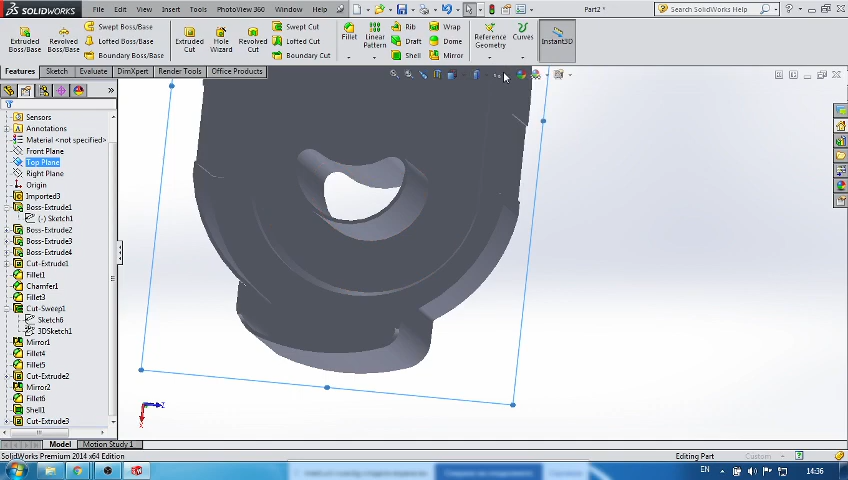 SOLIDWORKS File Edit View Insert Tools PhotoView 360 Window Help Part2 * Search SolidWorks Help
Extruded Boss/Base
Revolved Boss/Base
Swept Boss/Base
Lofted Boss/Base
Boundary Boss/Base
Extruded Cut
Hole Wizard
Revolved Cut
Swept Cut
Lofted Cut
Boundary Cut
Fillet
Linear Pattern
Rib
Draft
Shell
Wrap
Dome
Mirror
Reference Geometry
Curves
Instant3D
Features Sketch Evaluate DimXpert Render Tools Office Products
Sensors
Annotations
Material <not specified>
Front Plane
Top Plane
Right Plane
Origin
Imported3
Boss-Extrude1
(-) Sketch1
Boss-Extrude2
Boss-Extrude3
Boss-Extrude4
Cut-Extrude1
Fillet1
Chamfer1
Fillet3
Cut-Sweep1
Sketch6
3DSketch1
Mirror1
Fillet4
Fillet5
Cut-Extrude2
Mirror2
Fillet6
Shell1
Cut-Extrude3
Z
X
Model Motion Study 1
SolidWorks Premium 2014 x64 Edition Editing Part Custom
EN 14:36